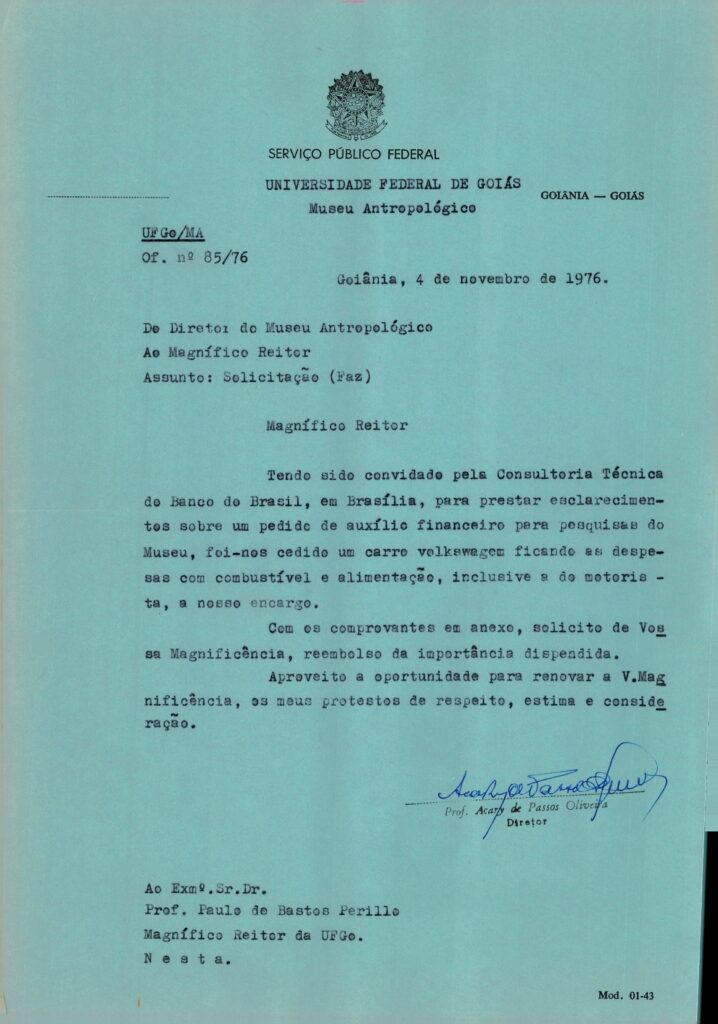 SERVIÇO PÚBLICO FEDERAL
UNIVERSIDADE FEDERAL DE GOIÁS
GOIÂNIA — GOIÁS
Museu Antropológico
UFGo/MA
Of. nº 85/76
Goiânia, 4 de novembro de 1976.
Do Diretor do Museu Antropológico
Ao Magnífico Reitor
Assunto: Solicitação (Faz)
Magnífico Reitor
Tendo sido convidado pela Consultoria Técnica
do Banco do Brasil, em Brasília, para prestar esclarecimen-
tos sobre um pedido de auxílio financeiro para pesquisas do
Museu, foi-nos cedido um carro volkswagem ficando as despe-
sas com combustível e alimentação, inclusive a do motoris -
ta, a nosso encargo.
Com os comprovantes em anexo, solicito de Vos
sa Magnificência, reembolso da importância dispendida.
Aproveito a oportunidade para renovar a V.Mag
nificência, os meus protestos de respeito, estima e conside
ração.
Acary de Passos Oliveira
Prof. Acary de Passos Oliveira
Diretor
Ao Exmº.Sr.Dr.
Prof. Paulo de Bastos Perillo
Magnífico Reitor da UFGo.
N e s t a.
Mod. 01-43